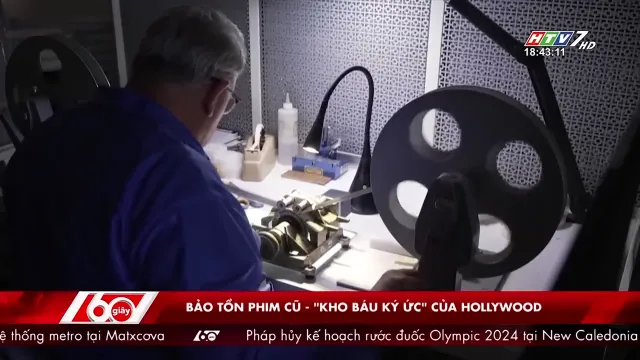 HTV7 HD
18:43:11
60 giây
BẢO TỒN PHIM CŨ - "KHO BÁU KÝ ỨC" CỦA HOLLYWOOD
ệ thống metro tại Matxcova 60 Pháp hủy kế hoạch rước đuốc Olympic 2024 tại New Caledonia